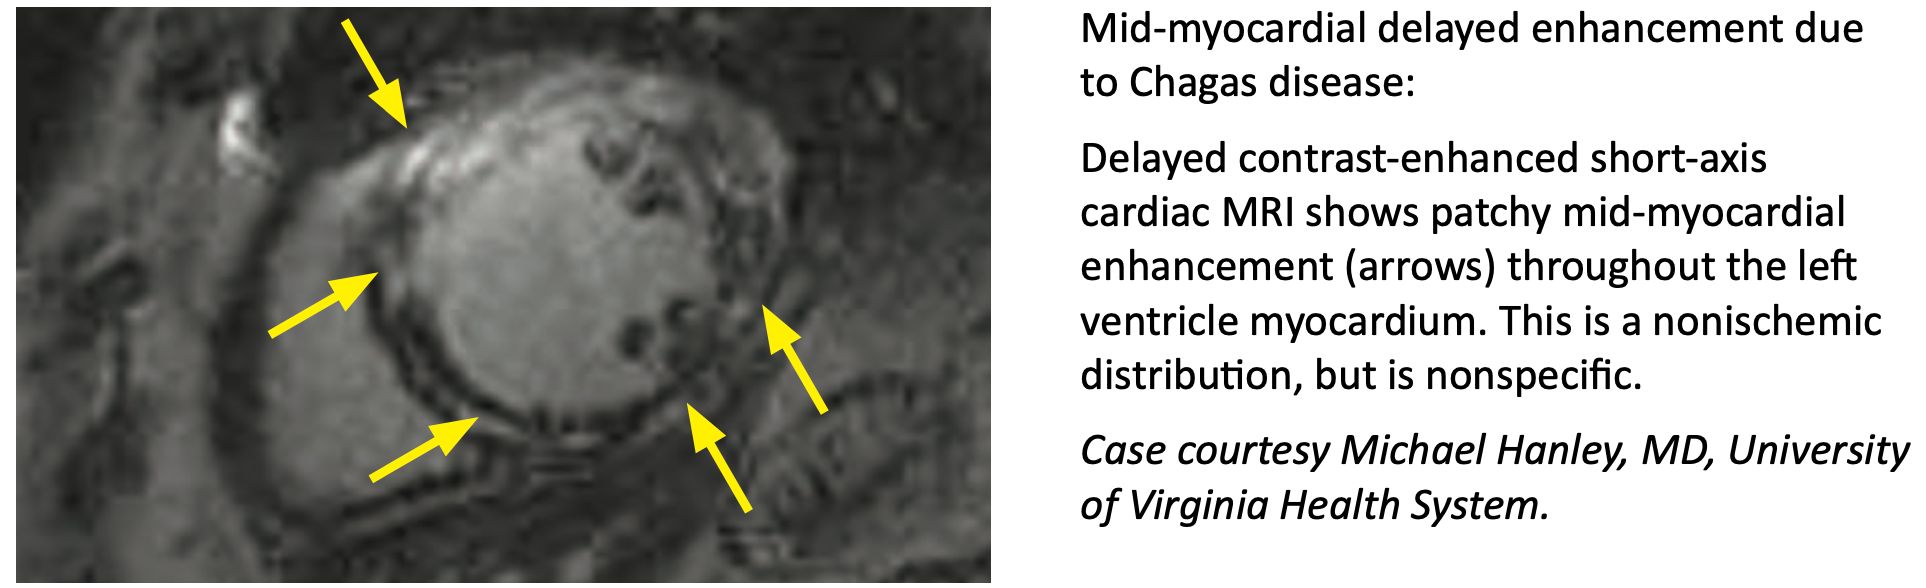 Mid-myocardial delayed enhancement due
to Chagas disease:
Delayed contrast-enhanced short-axis
cardiac MRI shows patchy mid-myocardial
enhancement (arrows) throughout the left
ventricle myocardium. This is a nonischemic
distribution, but is nonspecific.
Case courtesy Michael Hanley, MD, University
of Virginia Health System.